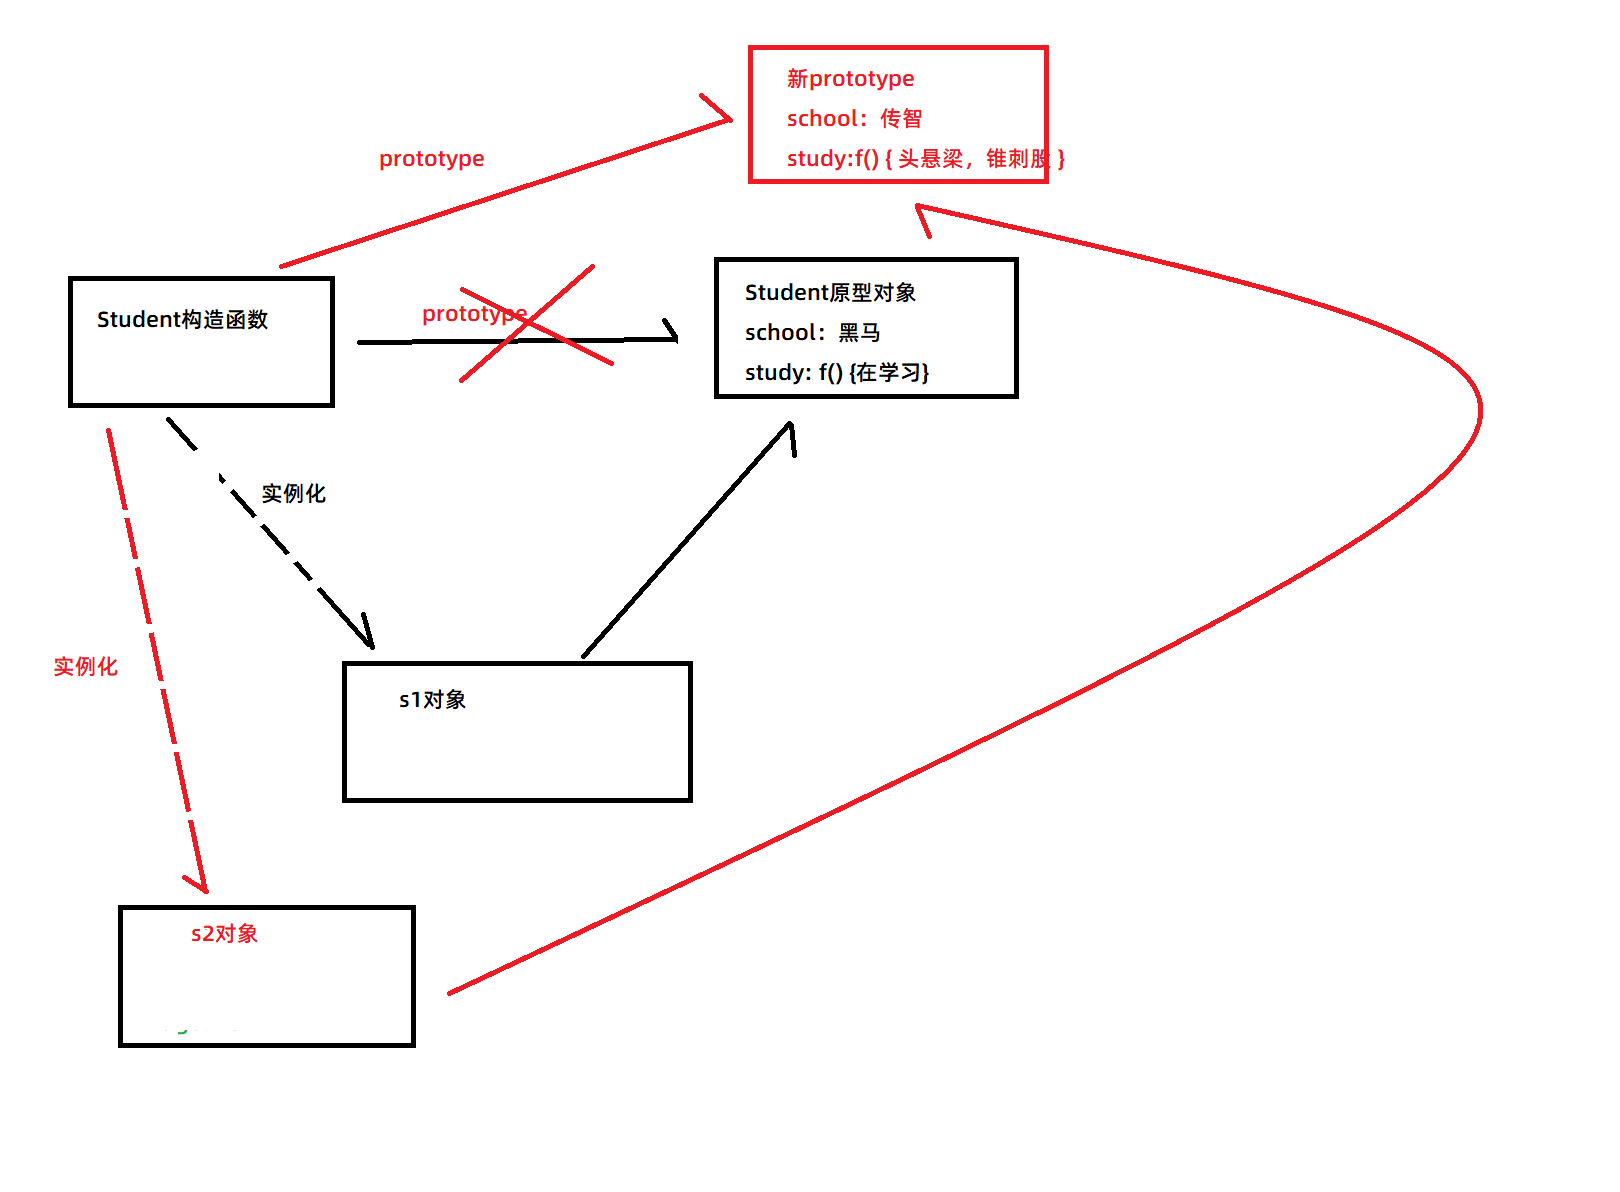 新prototype
school：传智
study:f() { 头悬梁，锥刺股 }
prototype
Student原型对象
school：黑马
study: f() {在学习}
Student构造函数
prototype
实例化
实例化
s1对象
s2对象